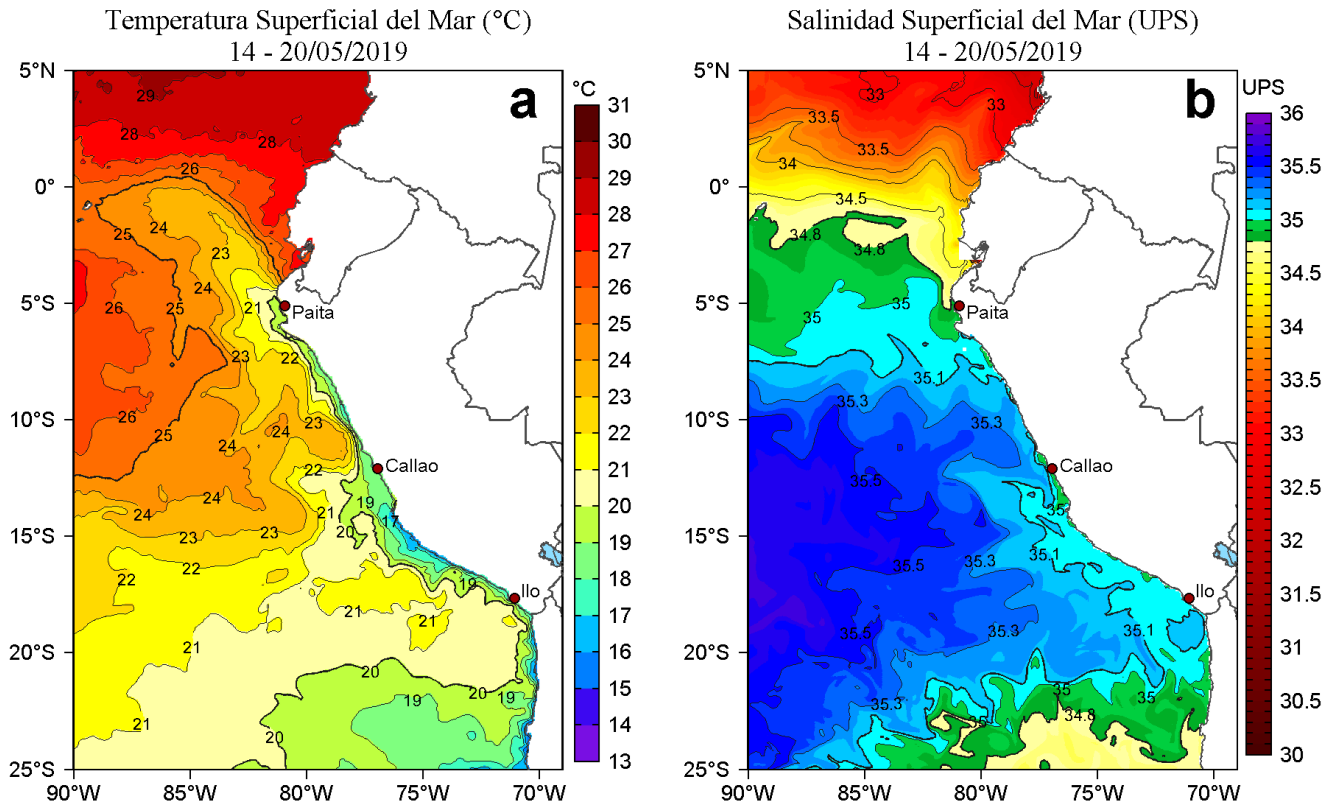 Temperatura Superficial del Mar (°C)
14 - 20/05/2019
5°N
0°
5°S
10°S
15°S
20°S
25°S
90°W
85°W
80°W
75°W
70°W
a
°C
31
30
29
28
27
26
25
24
23
22
21
20
19
18
17
16
15
14
13
29
28
28
26
25
24
23
24
25
26
21
Paita
22
23
23
24
24
26
25
22
Callao
19
17
21
20
24
24
23
23
22
22
19
Ilo
21
21
21
20
20
19
19
21
20
Salinidad Superficial del Mar (UPS)
14 - 20/05/2019
5°N
0°
5°S
10°S
15°S
20°S
25°S
90°W
85°W
80°W
75°W
70°W
b
UPS
36
35.5
35
34.5
34
33.5
33
32.5
32
31.5
31
30.5
30
33
33
33.5
33.5
34
34.5
34.8
34.8
35
35
Paita
35.1
35.3
35.3
Callao
35.5
35
35.1
35.5
35.3
Ilo
35.5
35.3
35.1
35.3
35
35
34.8
35